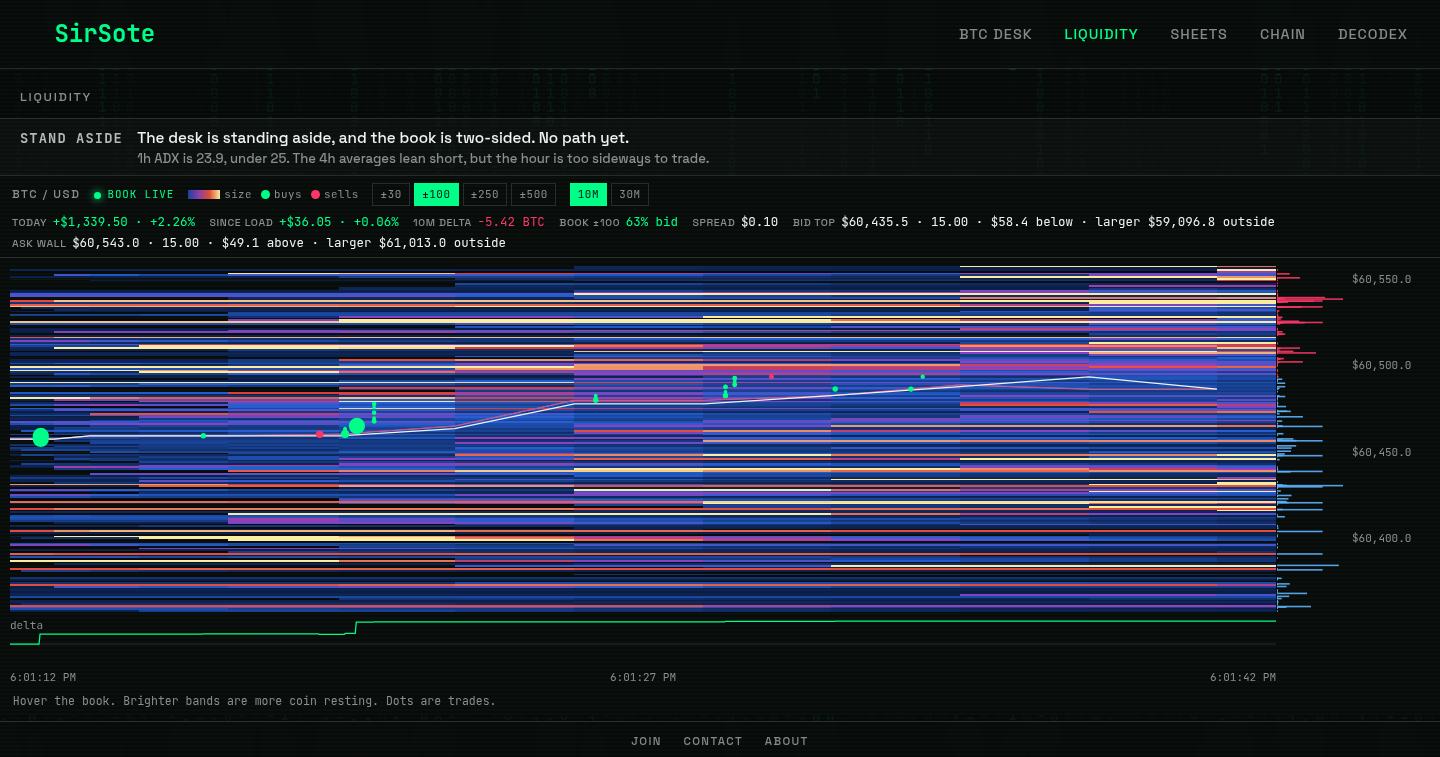 SirSote
BTC DESK LIQUIDITY SHEETS CHAIN DECODEX
LIQUIDITY
STAND ASIDE The desk is standing aside, and the book is two-sided. No path yet.
1h ADX is 23.9, under 25. The 4h averages lean short, but the hour is too sideways to trade.
BTC / USD BOOK LIVE size buys sells ±30 ±100 ±250 ±500 10M 30M
TODAY +$1,339.50 · +2.26% SINCE LOAD +$36.05 · +0.06% 10M DELTA -5.42 BTC BOOK ±100 63% bid SPREAD $0.10 BID TOP $60,435.5 · 15.00 · $58.4 below · larger $59,096.8 outside
ASK WALL $60,543.0 · 15.00 · $49.1 above · larger $61,013.0 outside
$60,550.0
$60,500.0
$60,450.0
$60,400.0
delta
6:01:12 PM 6:01:27 PM 6:01:42 PM
Hover the book. Brighter bands are more coin resting. Dots are trades.
JOIN CONTACT ABOUT